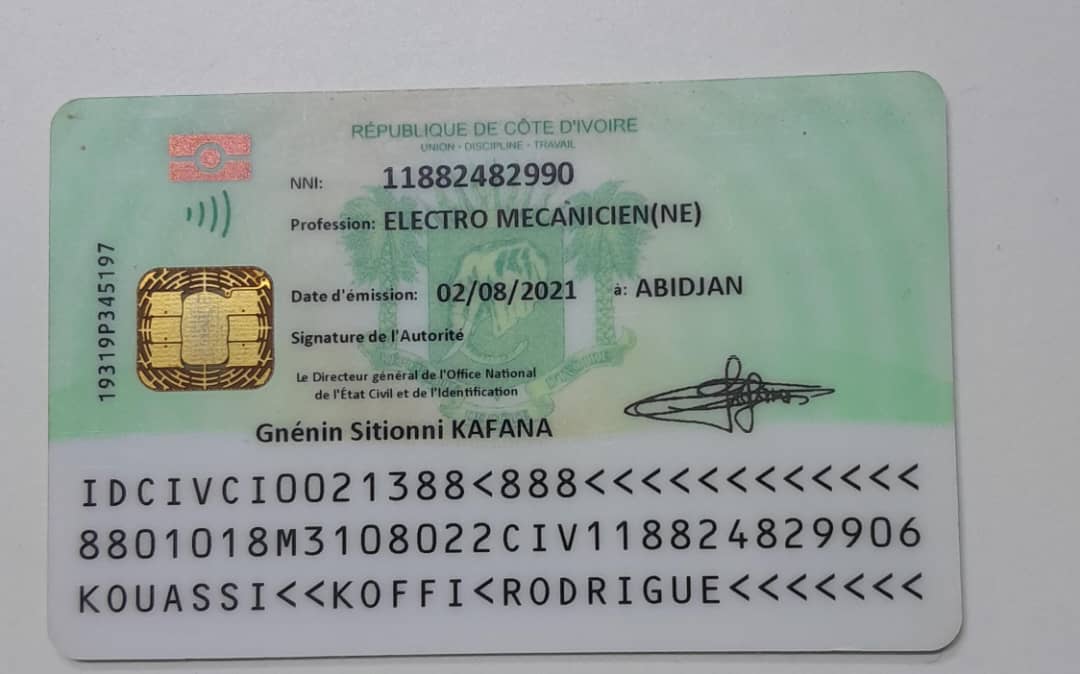 RÉPUBLIQUE DE CÔTE D'IVOIRE
UNION - DISCIPLINE - TRAVAIL
NNI: 11882482990
Profession: ELECTRO MECANICIEN(NE)
19319P345197
Date d'émission: 02/08/2021 à: ABIDJAN
Signature de l'Autorité
Le Directeur général de l'Office National
de l'État Civil et de l'Identification
Gnénin Sitionni KAFANA
IDCIVCI0021388<888<<<<<<<<<<<<
8801018M3108022CIV118824829906
KOUASSI<<KOFFI<RODRIGUE<<<<<<<